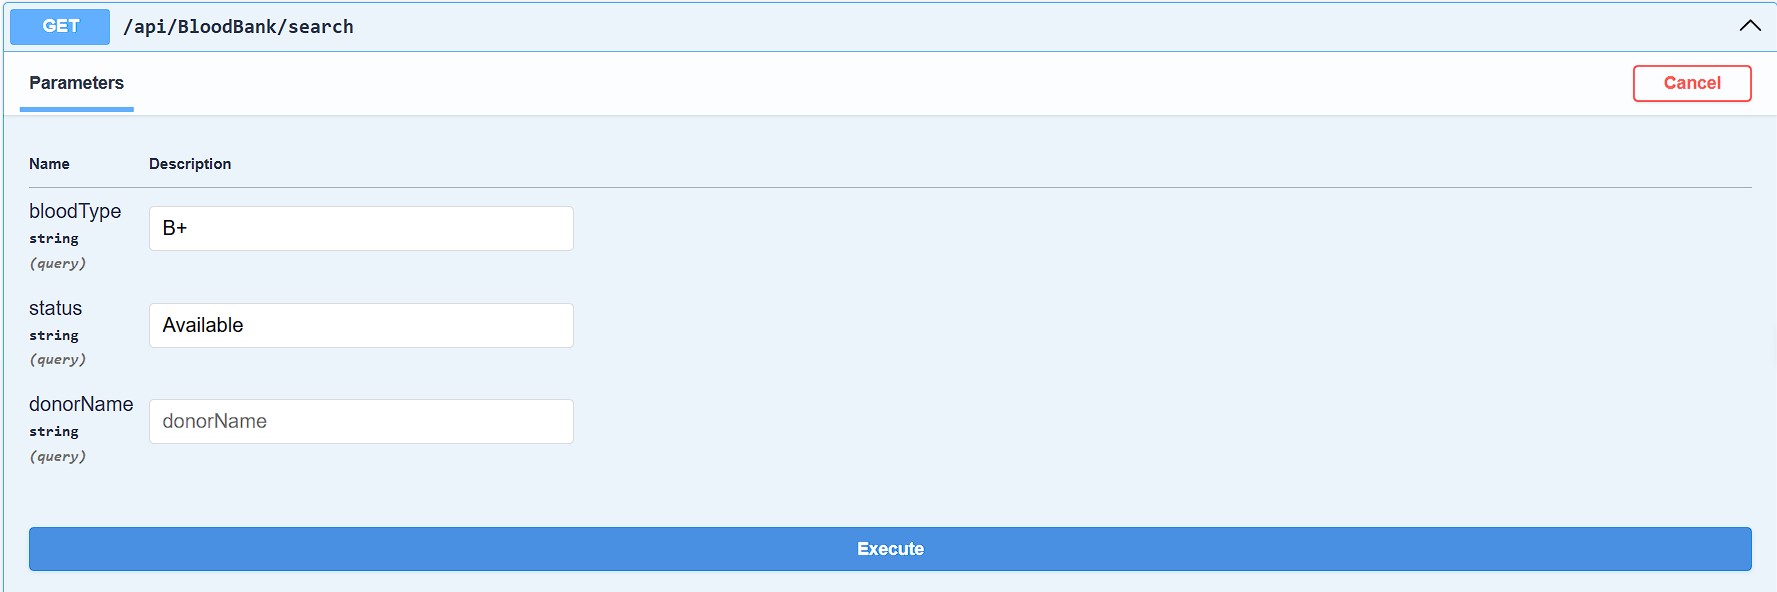 GET /api/BloodBank/search
Parameters
Cancel
Name Description
bloodType
string
(query)
B+
status
string
(query)
Available
donorName
string
(query)
donorName
Execute